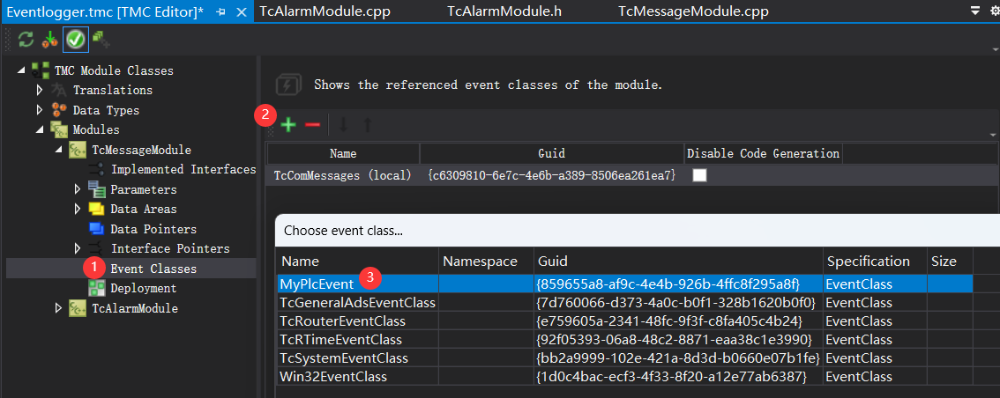 Eventlogger.tmc [TMC Editor]*
TcAlarmModule.cpp
TcAlarmModule.h
TcMessageModule.cpp
TMC Module Classes
Translations
Data Types
Modules
TcMessageModule
Implemented Interfaces
Parameters
Data Areas
Data Pointers
Interface Pointers
1 Event Classes
Deployment
TcAlarmModule
Shows the referenced event classes of the module.
2
Name Guid Disable Code Generation
TcComMessages (local) {c6309810-6e7c-4e6b-a389-8506ea261ea7}
Choose event class...
Name Namespace Guid Specification Size
MyPlcEvent 3 {859655a8-af9c-4e4b-926b-4ffc8f295a8f} EventClass
TcGeneralAdsEventClass {7d760066-d373-4a0c-b0f1-328b1620b0f0} EventClass
TcRouterEventClass {e759605a-2341-48fc-9f3f-c8fa405c4b24} EventClass
TcRTimeEventClass {92f05393-06a8-48c2-8871-eaa38c1e3990} EventClass
TcSystemEventClass {bb2a9999-102e-421a-8d3d-b0660e07b1fe} EventClass
Win32EventClass {1d0c4bac-ecf3-4f33-8f20-a12e77ab6387} EventClass